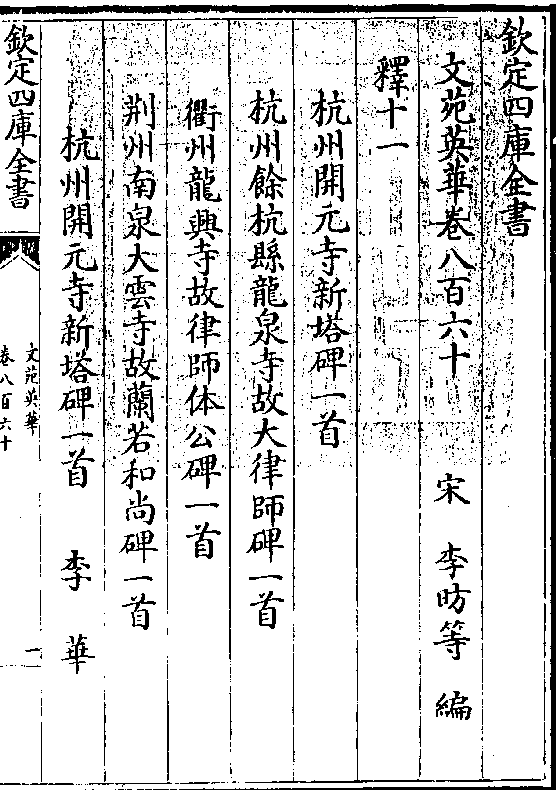 欽定四庫全書
文苑英華卷八百六十　宋　李昉等　編
釋十一
杭州開元寺新塔碑一首
杭州餘杭縣龍泉寺故大律師碑一首
衢州龍興寺故律師体公碑一首
荆州南泉大雲寺故蘭若和尚碑一首
杭州開元寺新塔碑一首　李華
欽定四庫全書
文苑英華
卷八百六十
一